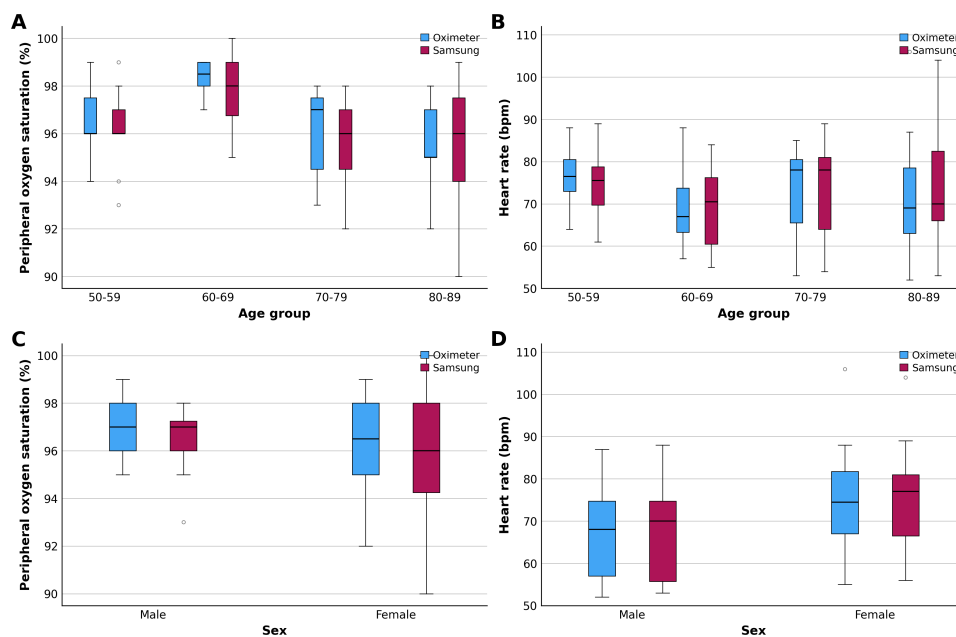 A
Peripheral oxygen saturation (%)
100
98
96
94
92
90
50-59 60-69 70-79 80-89
Age group
Oximeter
Samsung
B
Heart rate (bpm)
110
100
90
80
70
60
50
50-59 60-69 70-79 80-89
Age group
Oximeter
Samsung
C
Peripheral oxygen saturation (%)
100
98
96
94
92
90
Male Female
Sex
Oximeter
Samsung
D
Heart rate (bpm)
110
100
90
80
70
60
50
Male Female
Sex
Oximeter
Samsung